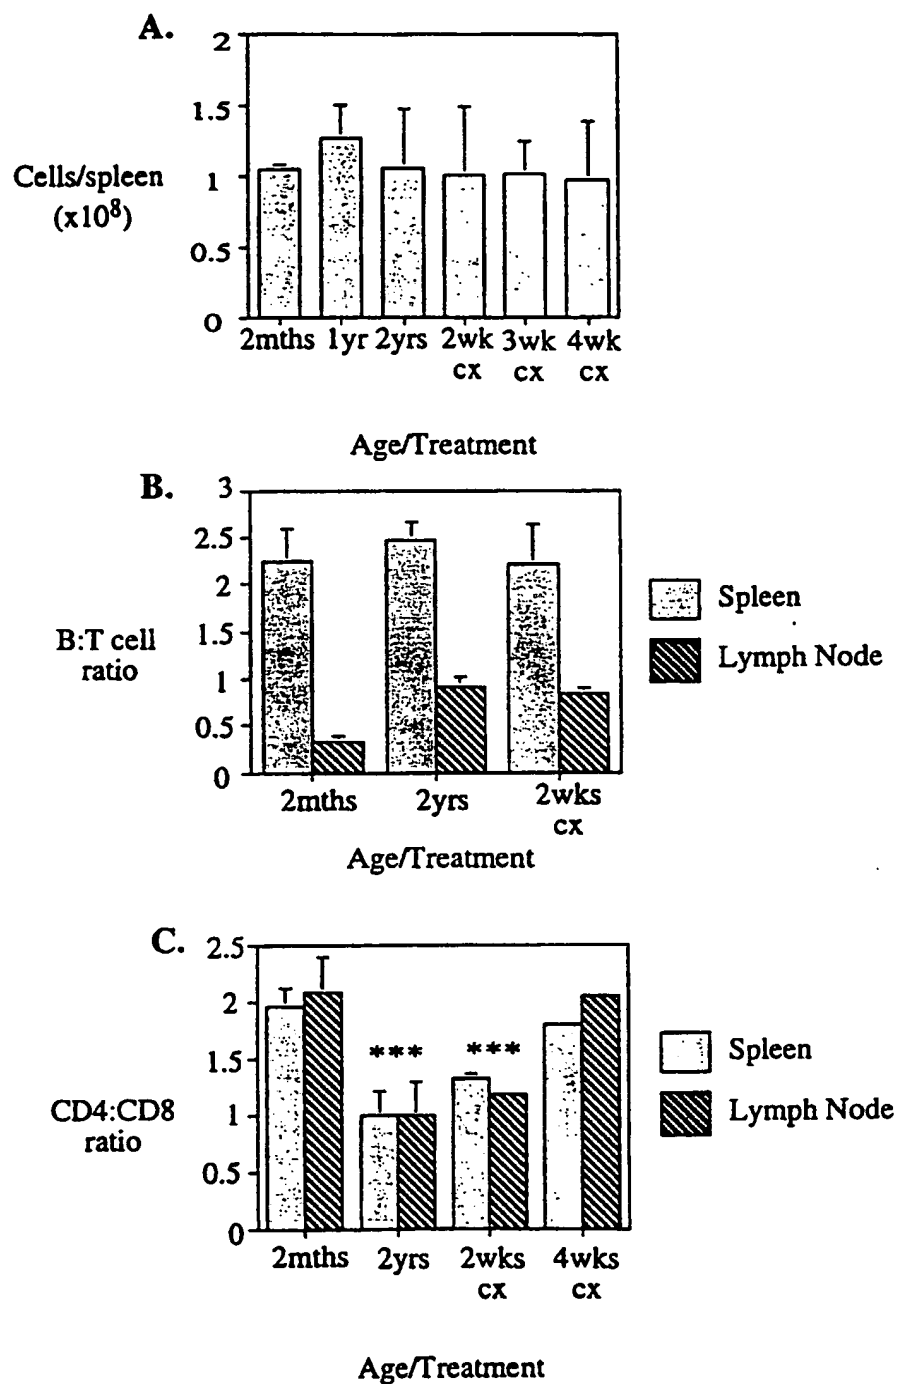 A.
2
1.5
1
0.5
0
Cells/spleen
(x10⁸)
2mths 1yr 2yrs 2wk 3wk 4wk
cx cx cx
Age/Treatment
B.
3
2.5
2
1.5
1
0.5
0
B:T cell
ratio
Spleen
Lymph Node
2mths 2yrs 2wks
cx
Age/Treatment
C.
2.5
2
1.5
1
0.5
0
CD4:CD8
ratio
*** ***
Spleen
Lymph Node
2mths 2yrs 2wks 4wks
cx cx
Age/Treatment